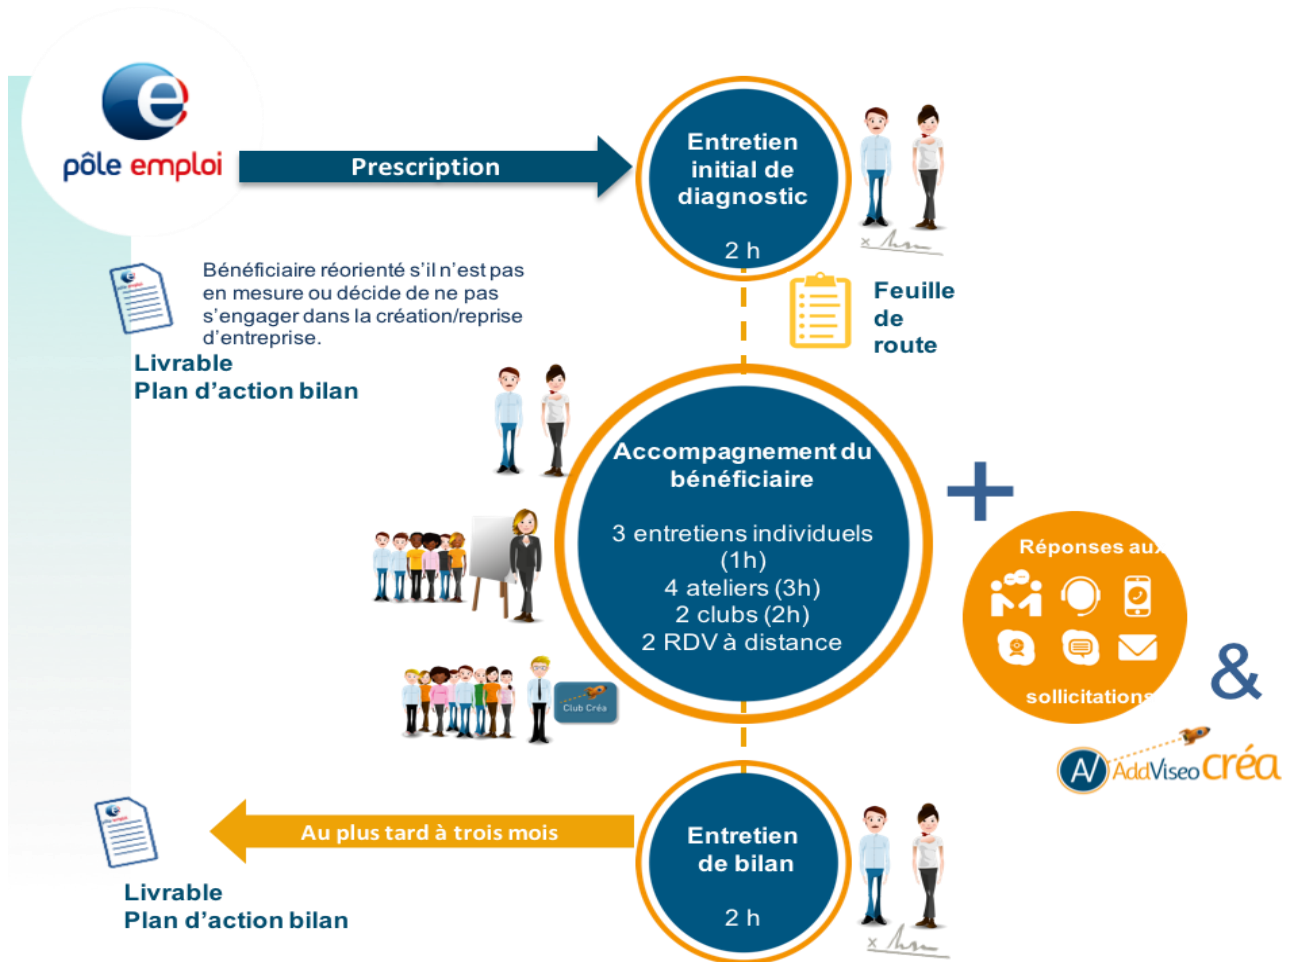 pôle emploi
Prescription
Entretien
initial de
diagnostic
2 h
Bénéficiaire réorienté s'il n'est pas
en mesure ou décide de ne pas
s'engager dans la création/reprise
d'entreprise.
Livrable
Plan d'action bilan
Feuille
de
route
Accompagnement du
bénéficiaire
3 entretiens individuels
(1h)
4 ateliers (3h)
2 clubs (2h)
2 RDV à distance
+
Réponses aux
sollicitations
&
Club Créa
AV AddViseo créa
Au plus tard à trois mois
Entretien
de bilan
2 h
Livrable
Plan d'action bilan